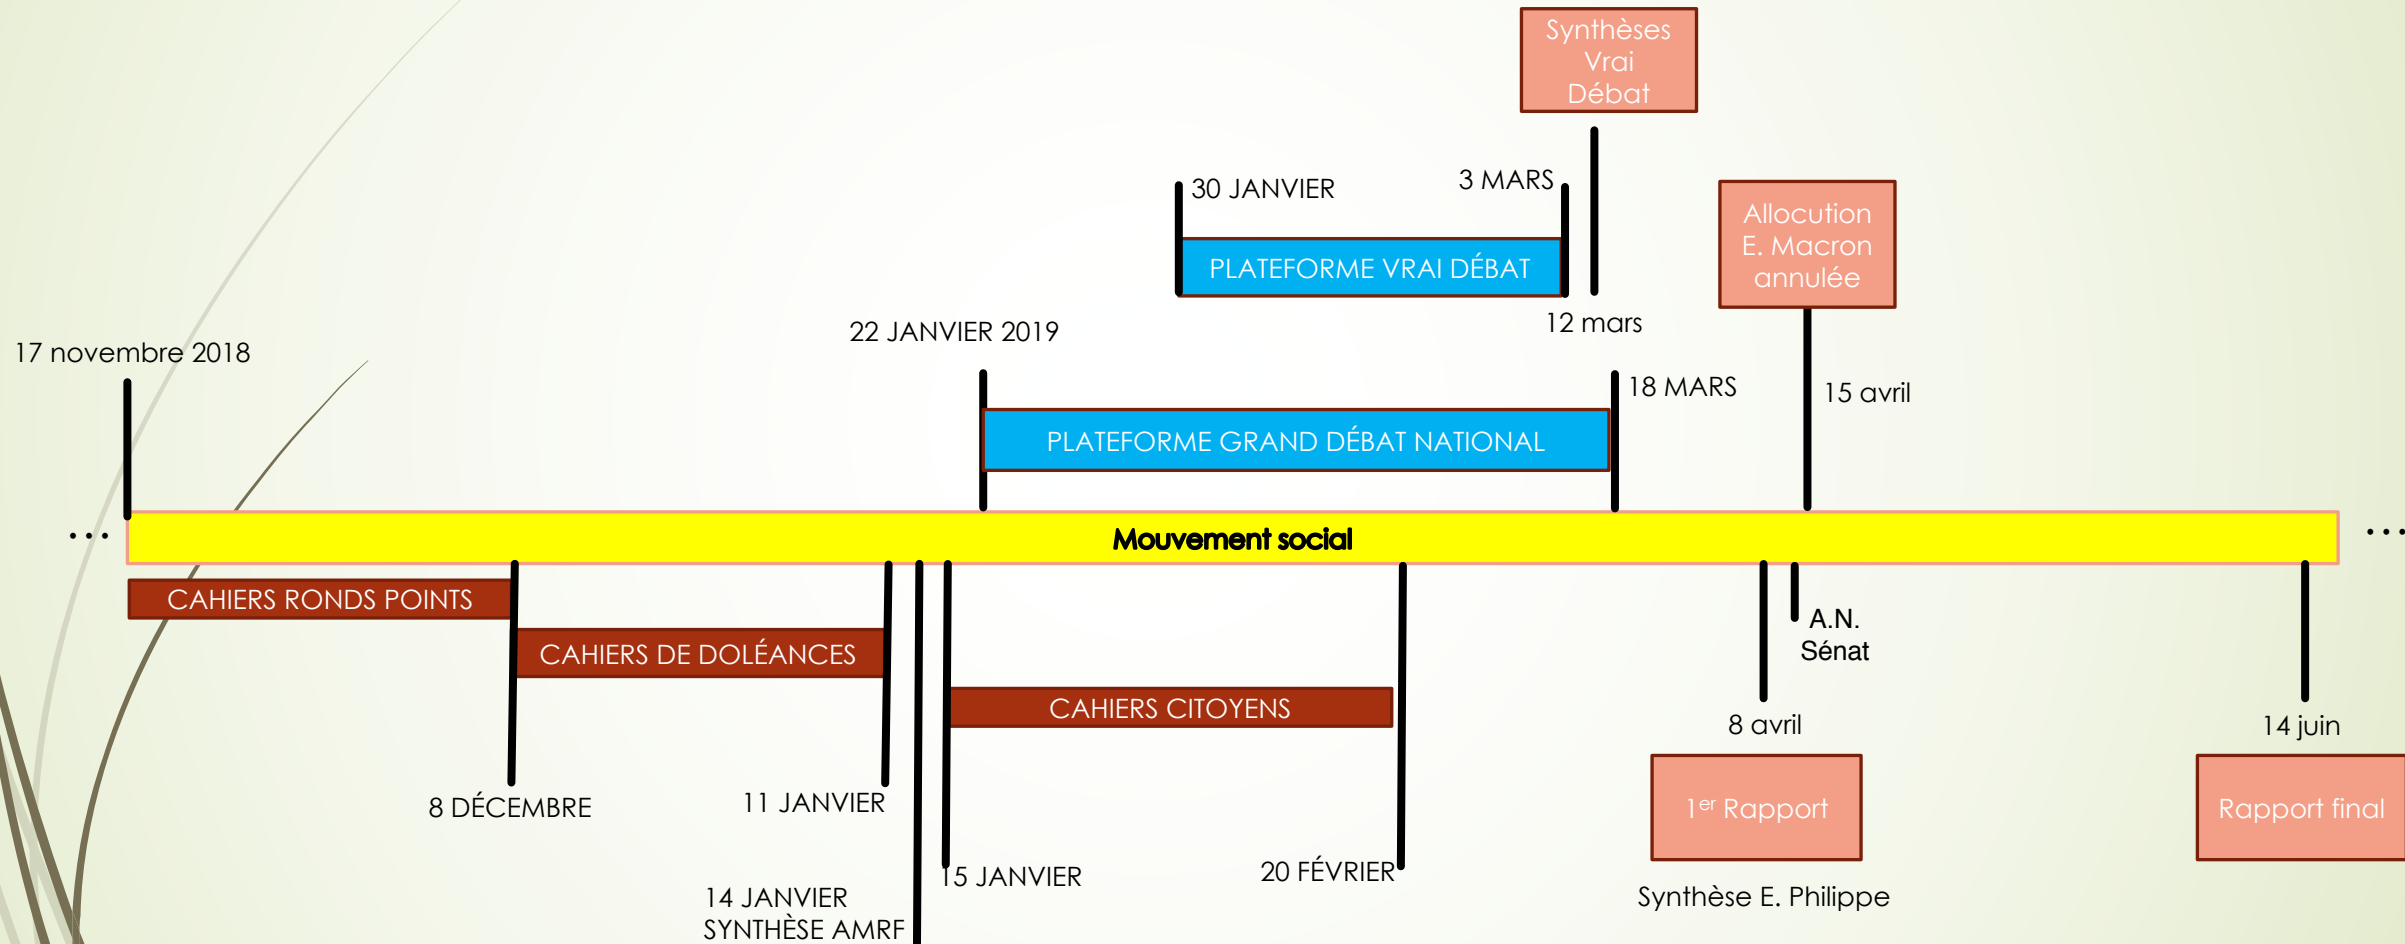 Synthèses
Vrai
Débat
30 JANVIER
3 MARS
PLATEFORME VRAI DÉBAT
12 mars
Allocution
E. Macron
annulée
17 novembre 2018
22 JANVIER 2019
18 MARS
15 avril
PLATEFORME GRAND DÉBAT NATIONAL
...
Mouvement social
...
CAHIERS RONDS POINTS
CAHIERS DE DOLÉANCES
CAHIERS CITOYENS
A.N.
Sénat
8 DÉCEMBRE
11 JANVIER
15 JANVIER
20 FÉVRIER
14 JANVIER
SYNTHÈSE AMRF
8 avril
1er Rapport
Synthèse E. Philippe
14 juin
Rapport final